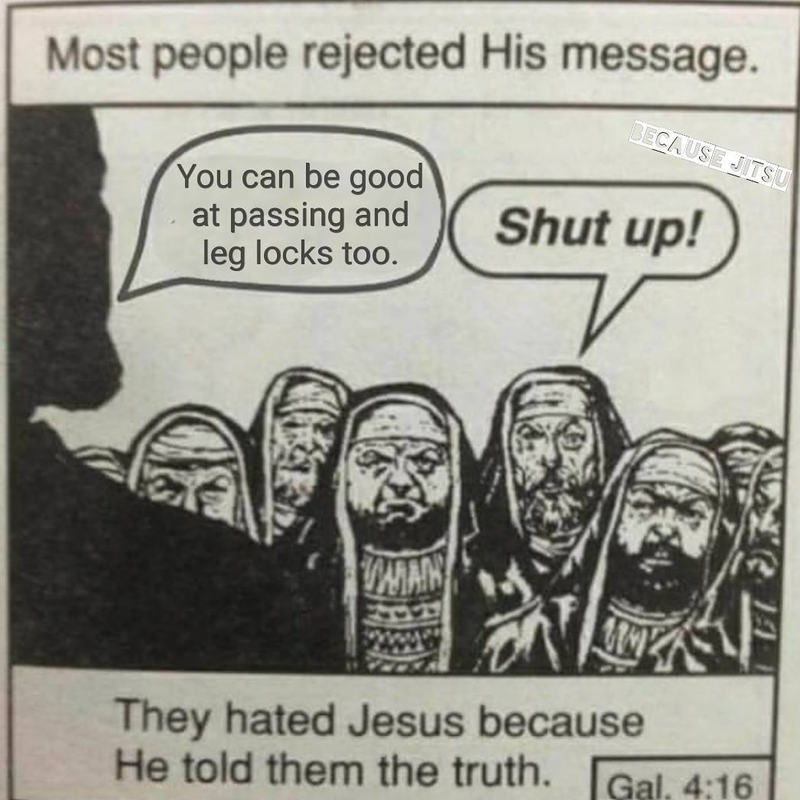 Most people rejected His message.
BECAUSE JITSU
You can be good
at passing and
leg locks too.
Shut up!
They hated Jesus because
He told them the truth.
Gal. 4:16